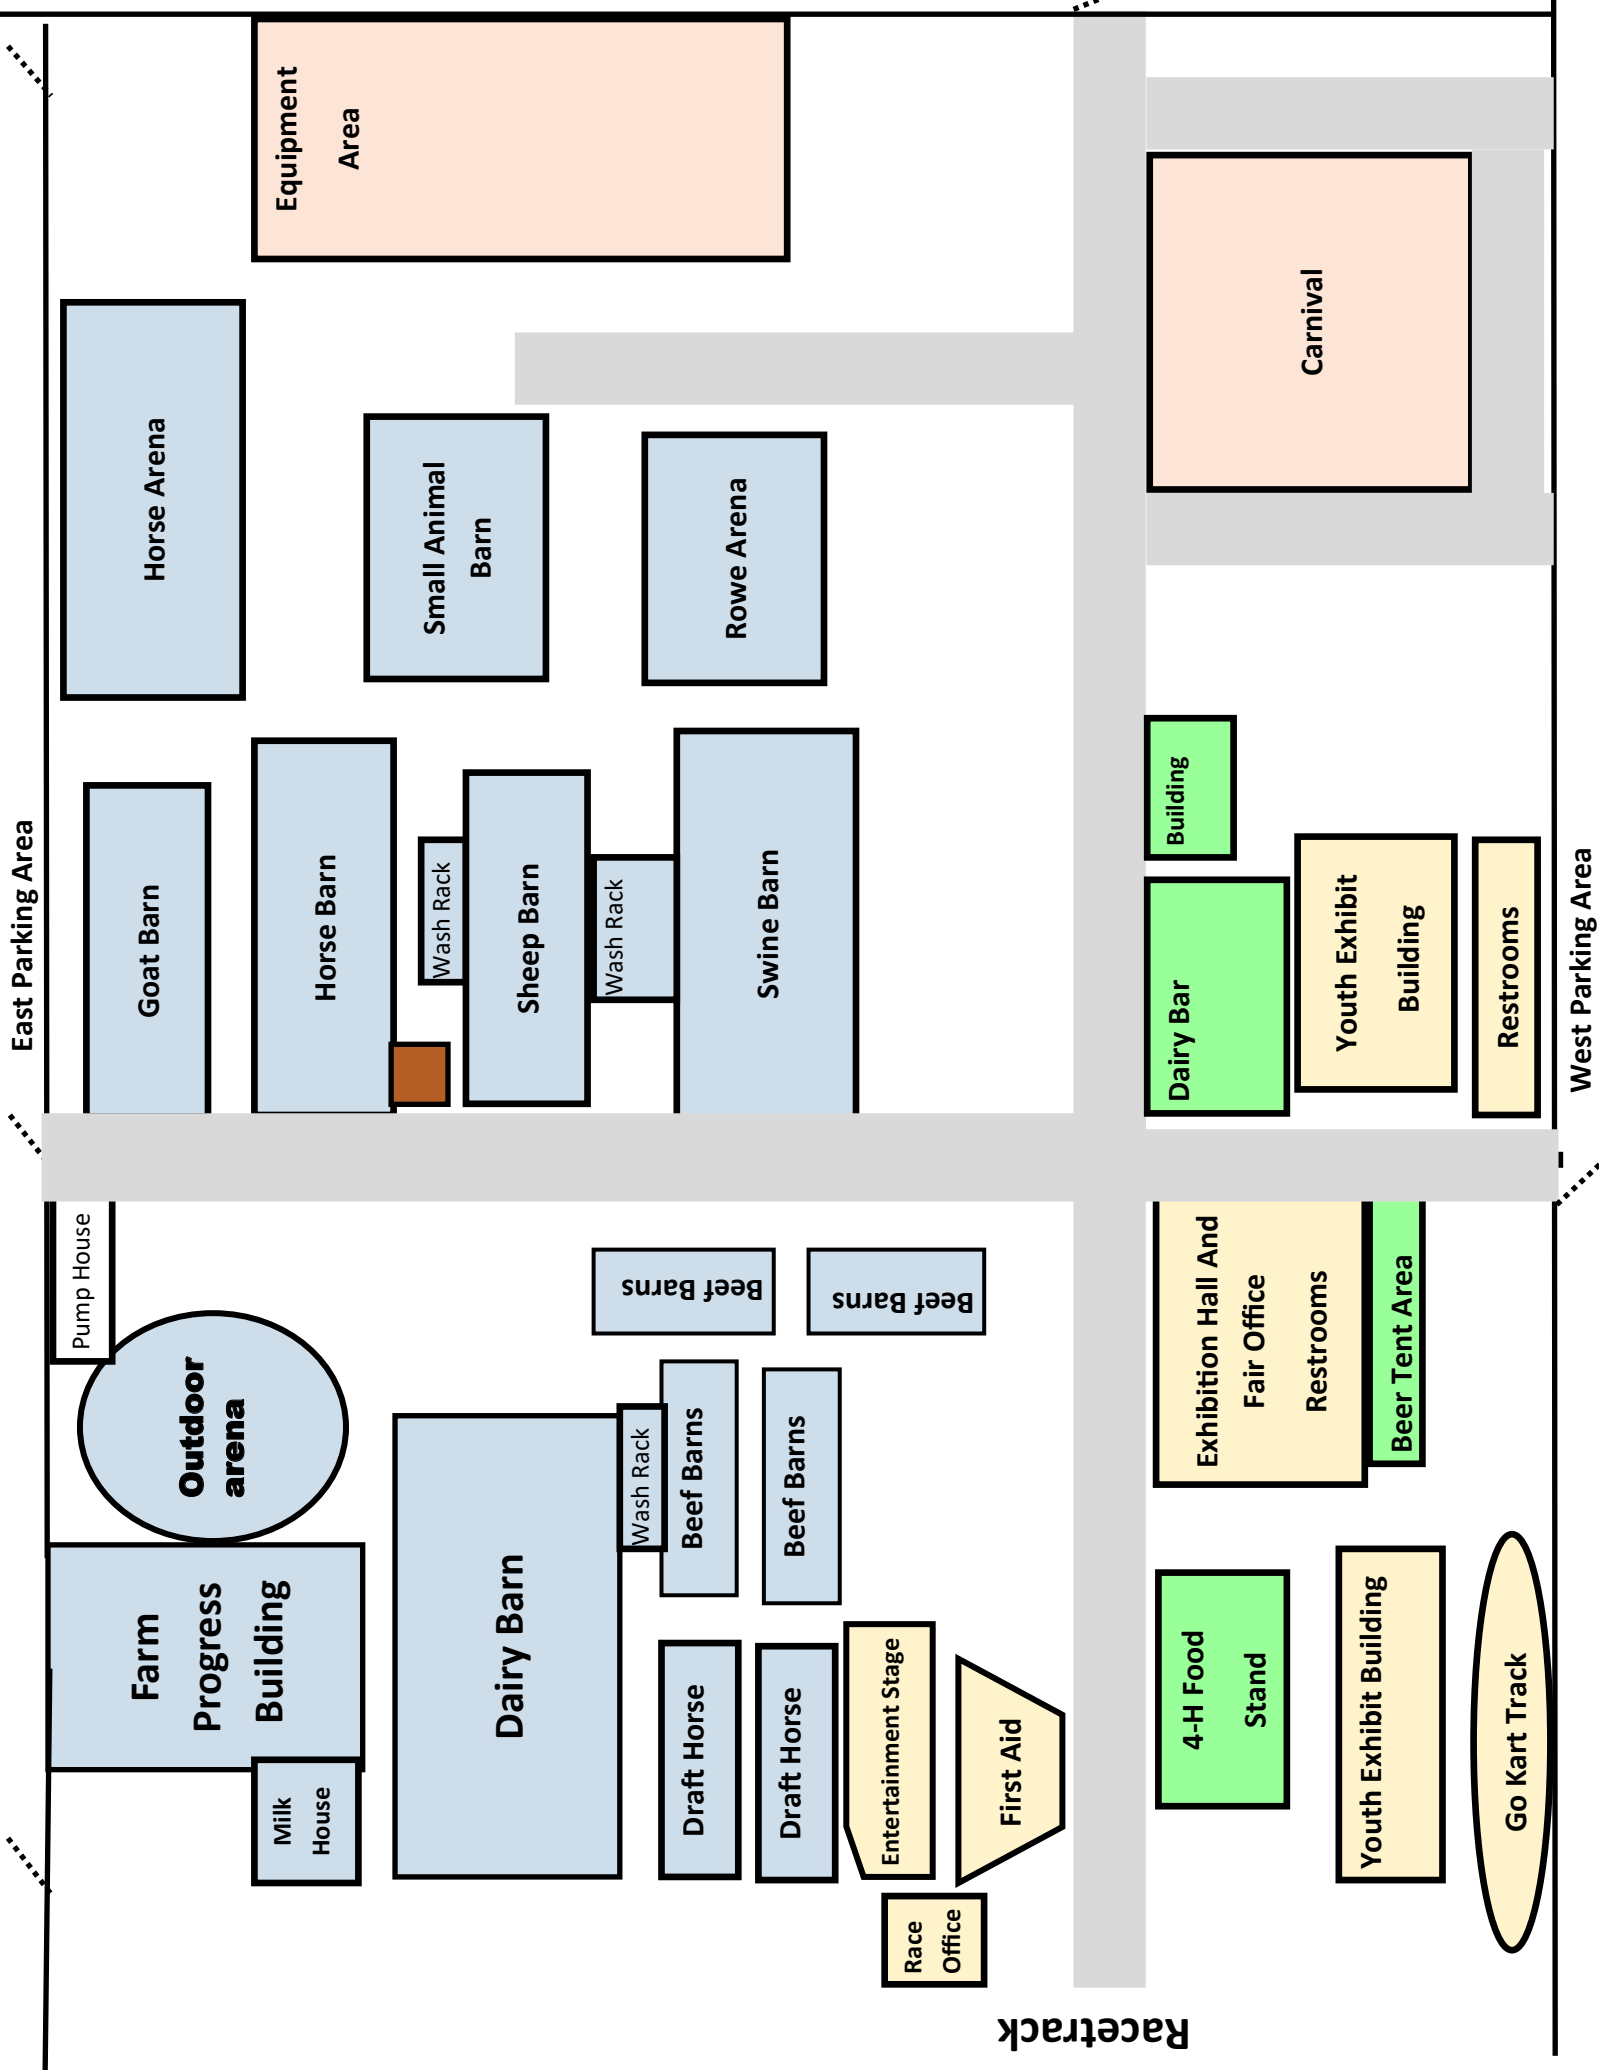 East Parking Area
Equipment
Area
Horse Arena
Small Animal
Barn
Rowe Arena
Carnival
Goat Barn
Horse Barn
Wash Rack
Sheep Barn
Wash Rack
Swine Barn
Building
Dairy Bar
Youth Exhibit
Building
Restrooms
West Parking Area
Pump House
Outdoor
arena
Beef Barns
Beef Barns
Exhibition Hall And
Fair Office
Restrooms
Beer Tent Area
Farm
Progress
Building
Milk
House
Dairy Barn
Wash Rack
Beef Barns
Beef Barns
Draft Horse
Draft Horse
Entertainment Stage
First Aid
Race
Office
4-H Food
Stand
Youth Exhibit Building
Go Kart Track
Racetrack